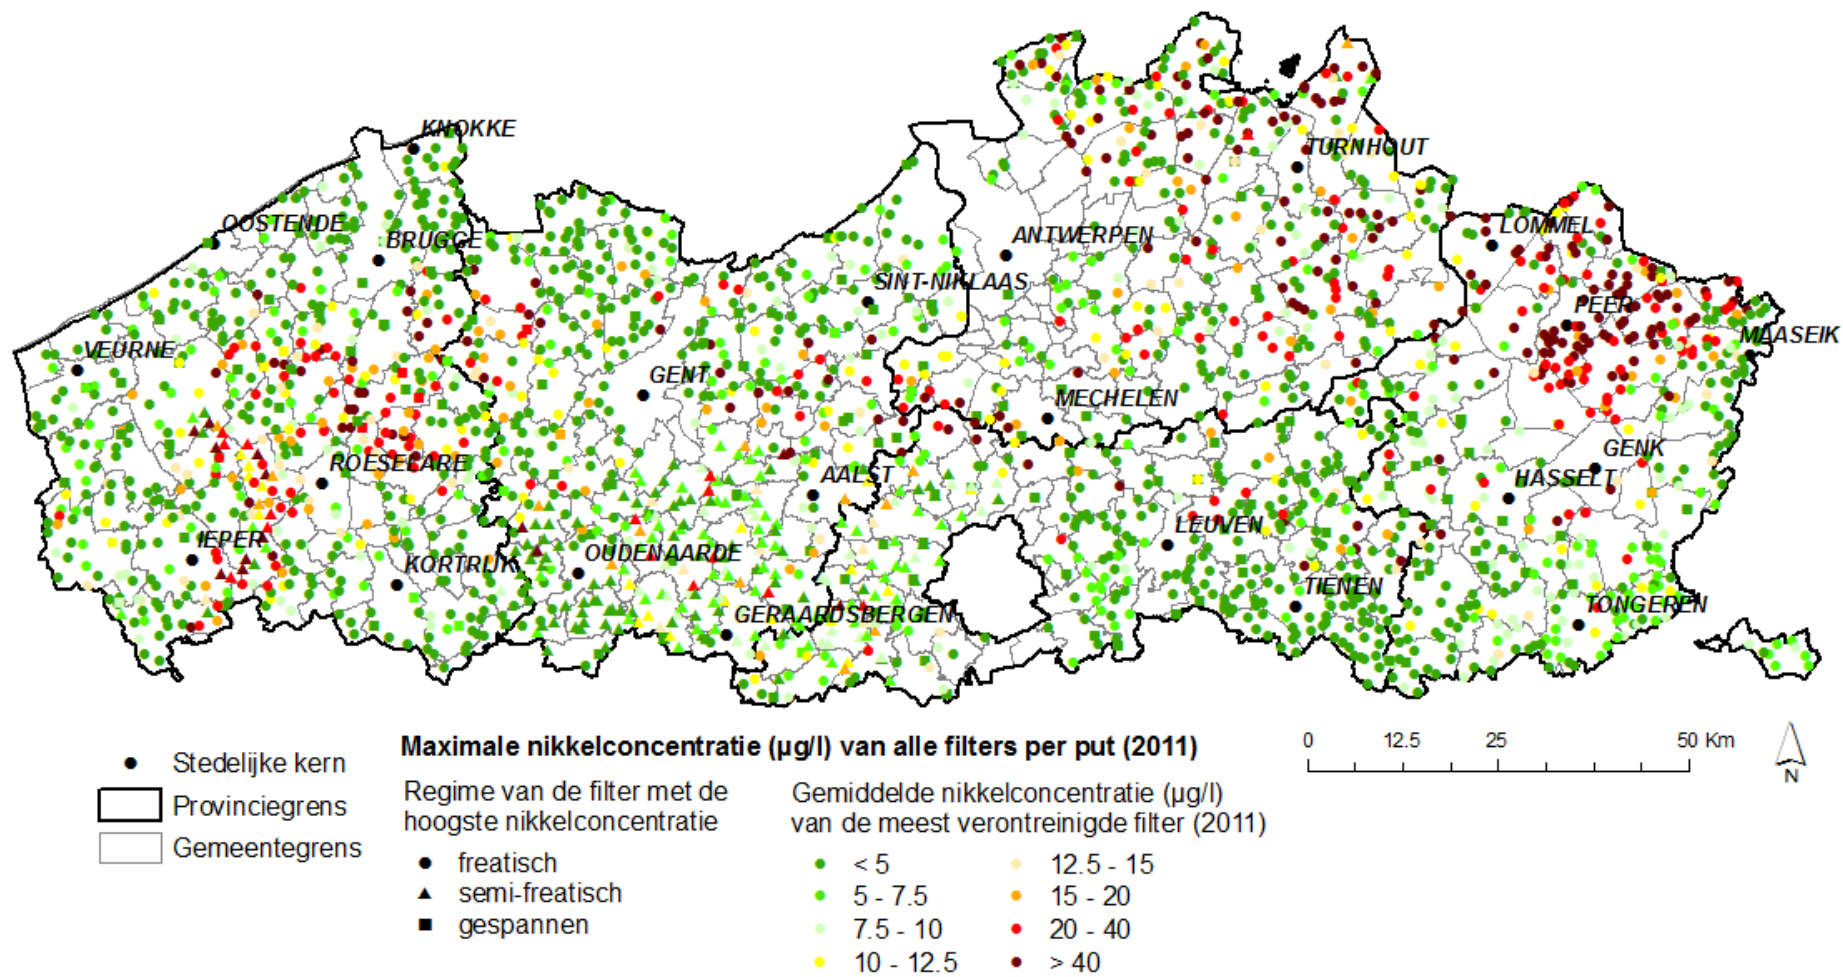 KNOKKE
TURNHOUT
OOSTENDE
BRUGGE
ANTWERPEN
LOMMEL
SINT-NIKLAAS
PEER
MAASEIK
VEURNE
GENT
MECHELEN
ROESELARE
AALST
GENK
HASSELT
IEPER
KORTRIJK
OUDENAARDE
LEUVEN
TIENEN
GERAARDSBERGEN
TONGEREN
Stedelijke kern
Provinciegrens
Gemeentegrens
Maximale nikkelconcentratie (µg/l) van alle filters per put (2011)
Regime van de filter met de
hoogste nikkelconcentratie
freatisch
semi-freatisch
gespannen
Gemiddelde nikkelconcentratie (µg/l)
van de meest verontreinigde filter (2011)
< 5
5 - 7.5
7.5 - 10
10 - 12.5
12.5 - 15
15 - 20
20 - 40
> 40
0 12.5 25 50 Km
N